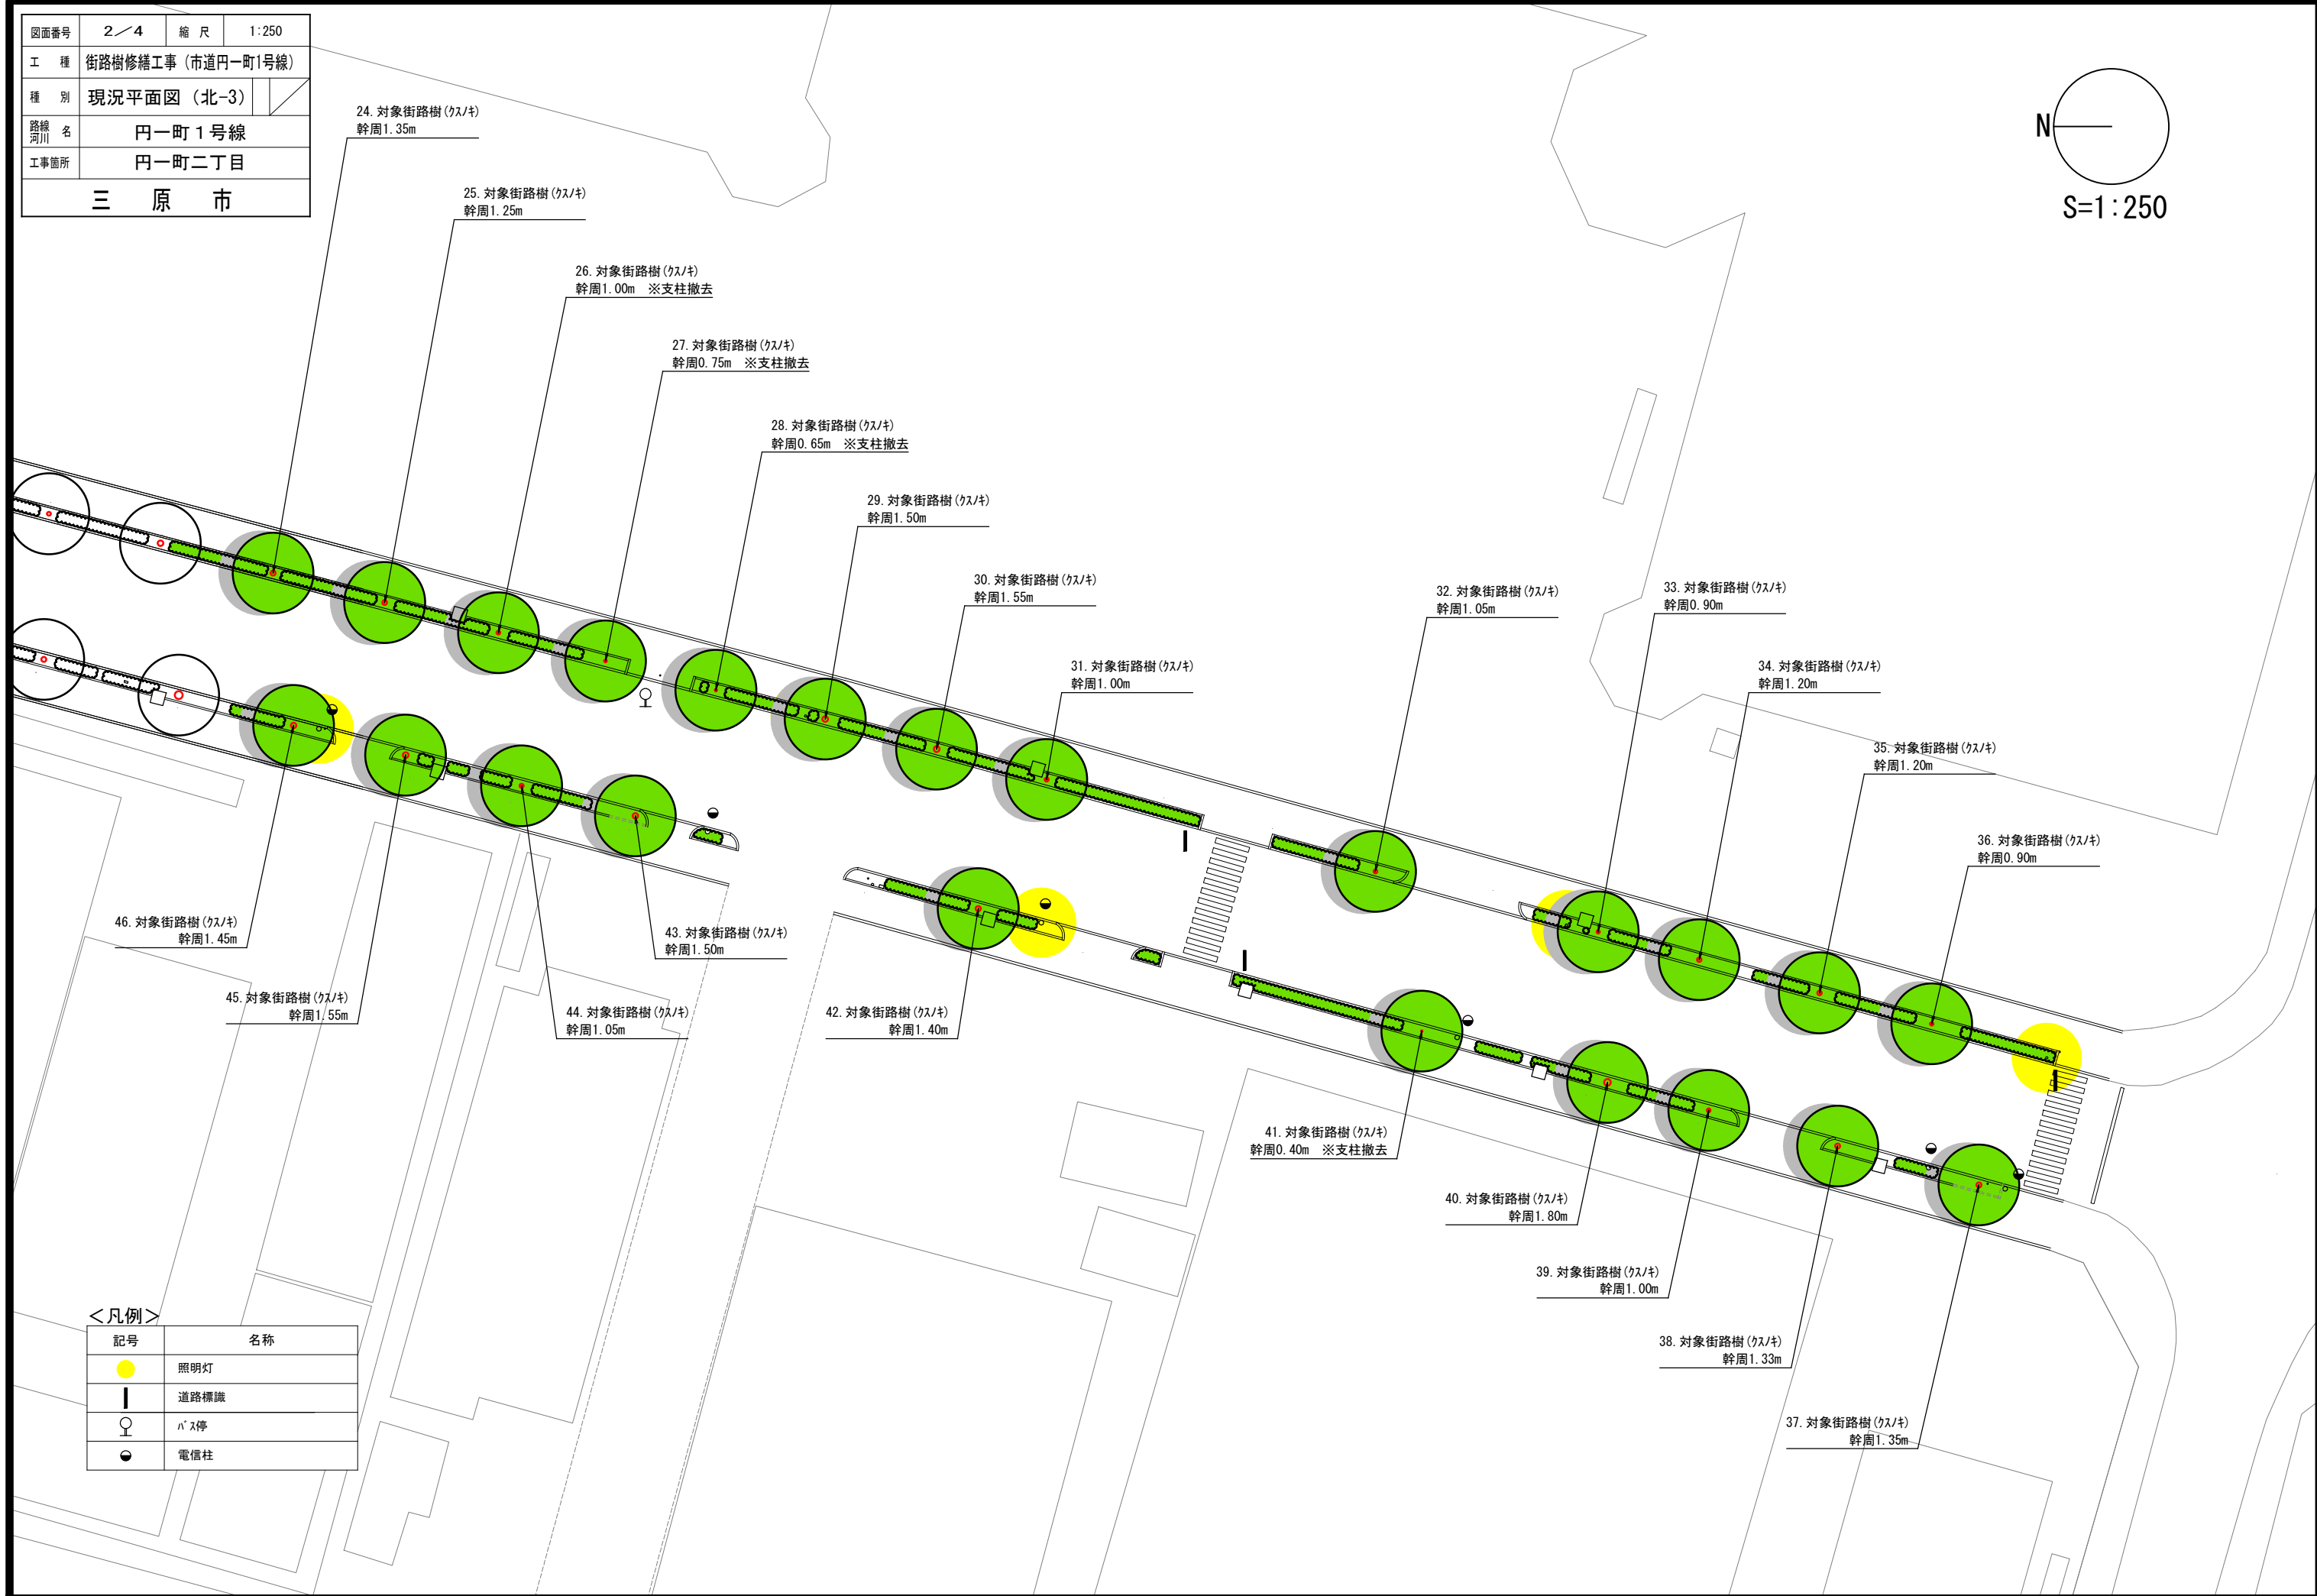 図面番号 2／4 縮 尺 1:250
工 種 街路樹修繕工事（市道円一町1号線）
種 別 現況平面図（北-3）
路線 河川 名 円一町１号線
工事箇所 円一町二丁目
三 原 市
N
S=1:250
24. 対象街路樹(ｸｽﾉｷ)
幹周1.35m
25. 対象街路樹(ｸｽﾉｷ)
幹周1.25m
26. 対象街路樹(ｸｽﾉｷ)
幹周1.00m ※支柱撤去
27. 対象街路樹(ｸｽﾉｷ)
幹周0.75m ※支柱撤去
28. 対象街路樹(ｸｽﾉｷ)
幹周0.65m ※支柱撤去
29. 対象街路樹(ｸｽﾉｷ)
幹周1.50m
30. 対象街路樹(ｸｽﾉｷ)
幹周1.55m
31. 対象街路樹(ｸｽﾉｷ)
幹周1.00m
32. 対象街路樹(ｸｽﾉｷ)
幹周1.05m
33. 対象街路樹(ｸｽﾉｷ)
幹周0.90m
34. 対象街路樹(ｸｽﾉｷ)
幹周1.20m
35. 対象街路樹(ｸｽﾉｷ)
幹周1.20m
36. 対象街路樹(ｸｽﾉｷ)
幹周0.90m
46. 対象街路樹(ｸｽﾉｷ)
幹周1.45m
45. 対象街路樹(ｸｽﾉｷ)
幹周1.55m
44. 対象街路樹(ｸｽﾉｷ)
幹周1.05m
43. 対象街路樹(ｸｽﾉｷ)
幹周1.50m
42. 対象街路樹(ｸｽﾉｷ)
幹周1.40m
41. 対象街路樹(ｸｽﾉｷ)
幹周0.40m ※支柱撤去
40. 対象街路樹(ｸｽﾉｷ)
幹周1.80m
39. 対象街路樹(ｸｽﾉｷ)
幹周1.00m
38. 対象街路樹(ｸｽﾉｷ)
幹周1.33m
37. 対象街路樹(ｸｽﾉｷ)
幹周1.35m
＜凡例＞
記号 名称
照明灯
道路標識
ﾊﾞｽ停
電信柱